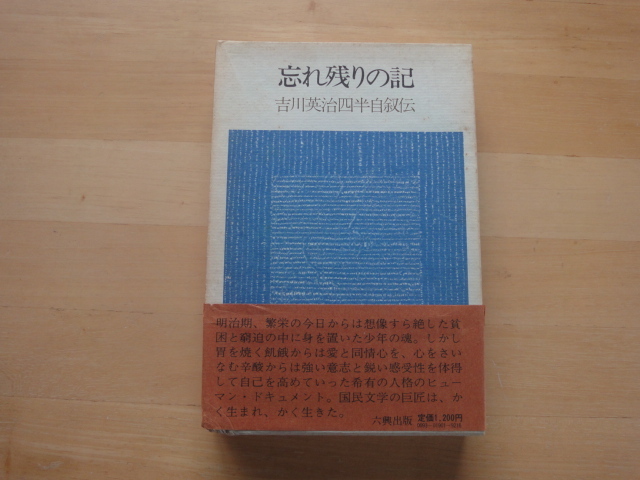 忘れ残りの記
吉川英治四半自叙伝
明治期、繁栄の今日からは想像すら絶した貧
困と窮迫の中に身を置いた少年の魂。しかし
胃を焼く飢餓からは愛と同情心を、心をさい
なむ辛酸からは強い意志と鋭い感受性を体得
して自己を高めていった希有の人格のヒュー
マン・ドキュメント。国民文学の巨匠は、か
く生まれ、かく生きた。
六興出版 定価1,200円